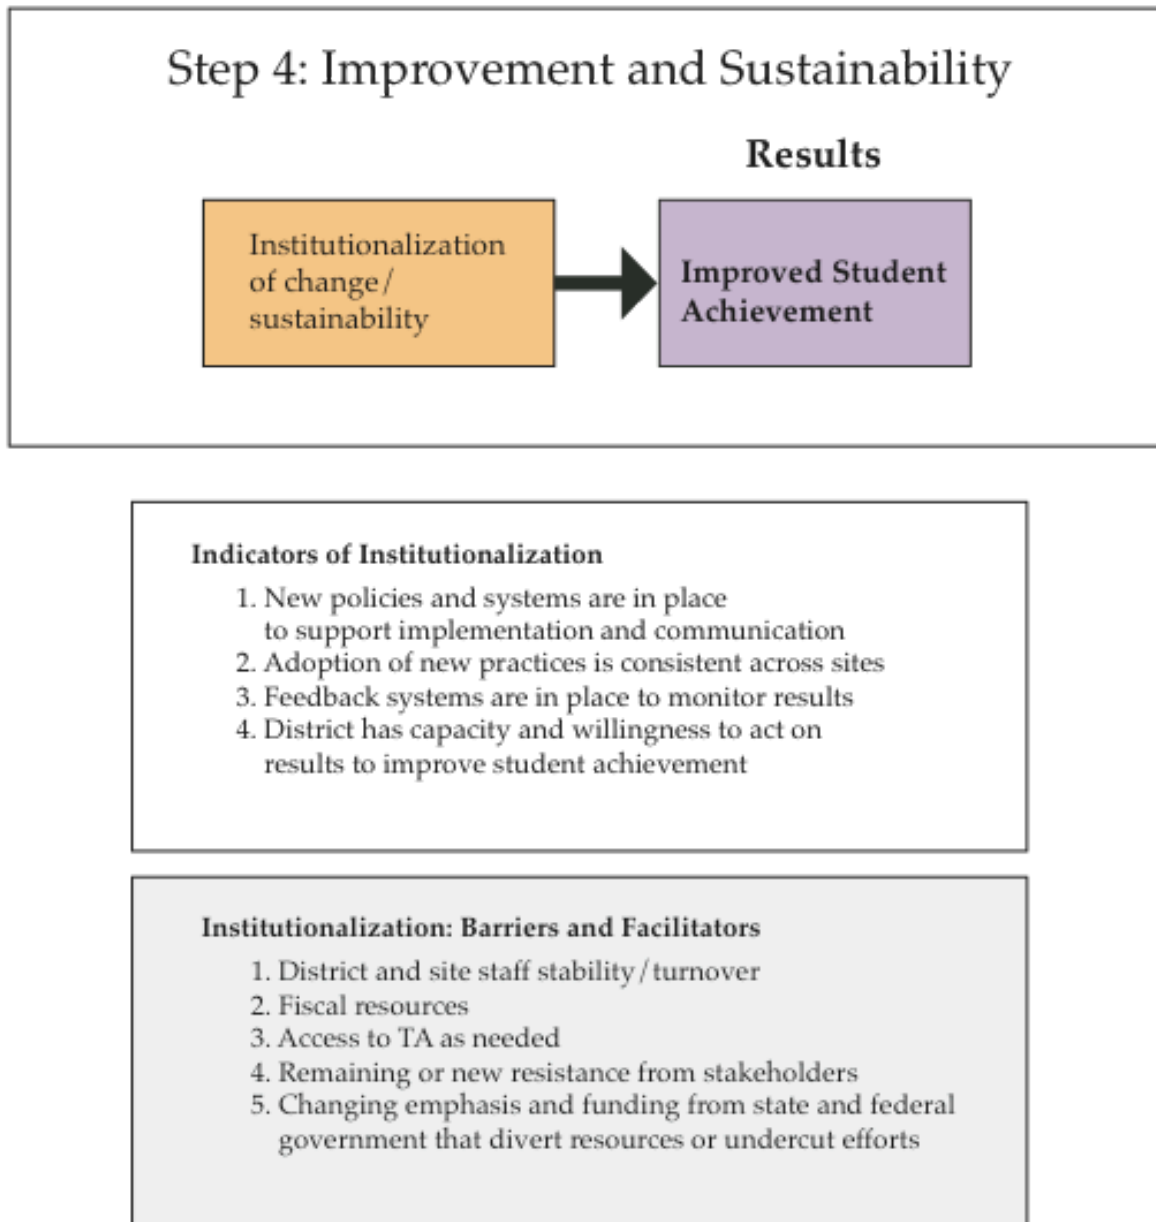 Step 4: Improvement and Sustainability
Results
Institutionalization
of change/
sustainability
Improved Student
Achievement
Indicators of Institutionalization
1. New policies and systems are in place
to support implementation and communication
2. Adoption of new practices is consistent across sites
3. Feedback systems are in place to monitor results
4. District has capacity and willingness to act on
results to improve student achievement
Institutionalization: Barriers and Facilitators
1. District and site staff stability/turnover
2. Fiscal resources
3. Access to TA as needed
4. Remaining or new resistance from stakeholders
5. Changing emphasis and funding from state and federal
government that divert resources or undercut efforts